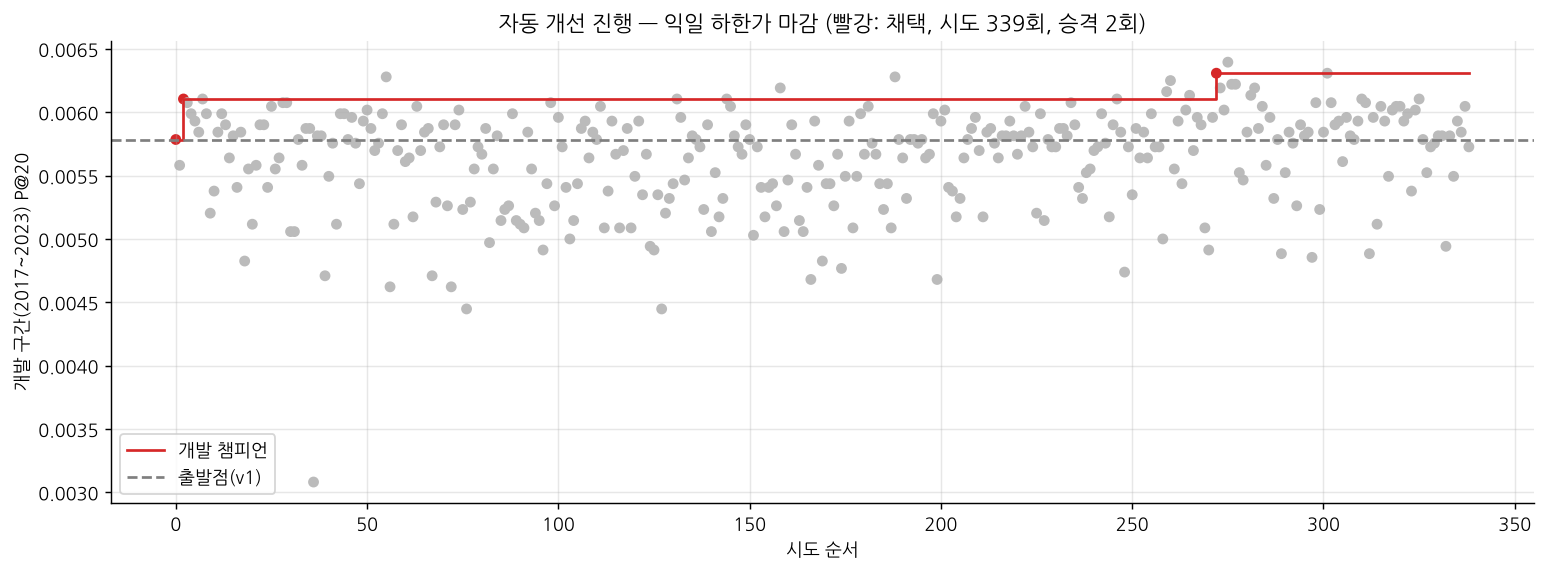 자동 개선 진행 — 익일 하한가 마감 (빨강: 채택, 시도 339회, 승격 2회)
개발 구간(2017~2023) P@20
0.0065
0.0060
0.0055
0.0050
0.0045
0.0040
0.0035
0.0030
개발 챔피언
출발점(v1)
0 50 100 150 200 250 300 350
시도 순서